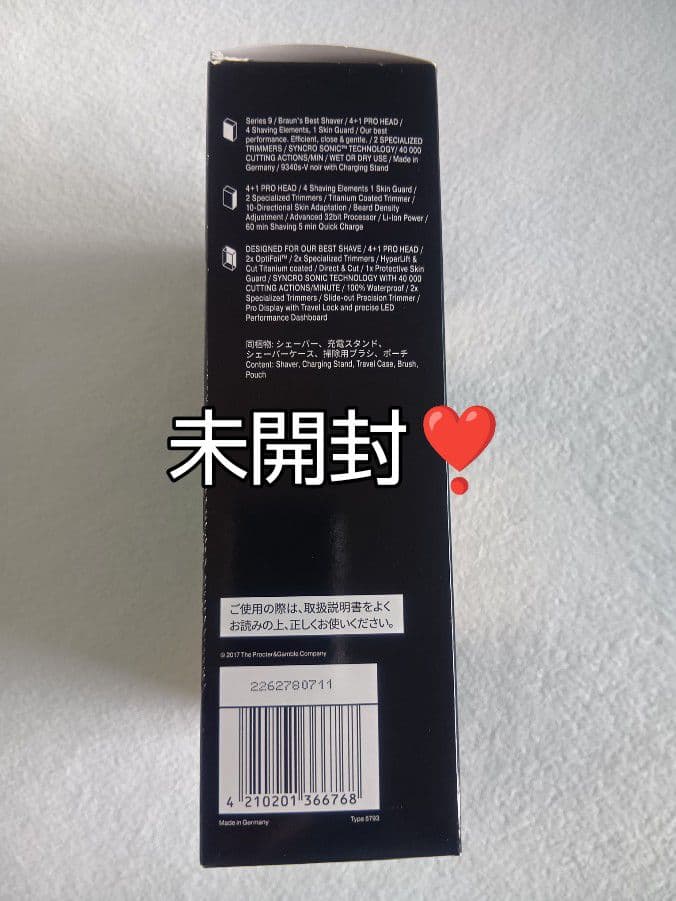 Series 9 / Braun's Best Shaver / 4+1 PRO HEAD /
4 Shaving Elements, 1 Skin Guard / Our best
performance. Efficient, close & gentle. / 2 SPECIALIZED
TRIMMERS / SYNCRO SONIC™ TECHNOLOGY / 40 000
CUTTING ACTIONS/MIN / WET OR DRY USE / Made in
Germany / 9340s-V noir with Charging Stand
4+1 PRO HEAD / 4 Shaving Elements 1 Skin Guard /
2 Specialized Trimmers / Titanium Coated Trimmer /
10-Directional Skin Adaptation / Beard Density
Adjustment / Advanced 32bit Processor / Li-Ion Power /
60 min Shaving 5 min Quick Charge
DESIGNED FOR OUR BEST SHAVE / 4+1 PRO HEAD /
2x OptiFoil™ / 2x Specialized Trimmers / HyperLift &
Cut Titanium coated / Direct & Cut / 1x Protective Skin
Guard / SYNCRO SONIC TECHNOLOGY WITH 40 000
CUTTING ACTIONS/MINUTE / 100% Waterproof / 2x
Specialized Trimmers / Slide-out Precision Trimmer /
Pro Display with Travel Lock and precise LED
Performance Dashboard
同梱物: シェーバー、充電スタンド、
シェーバーケース、掃除用ブラシ、ポーチ
Content: Shaver, Charging Stand, Travel Case, Brush,
Pouch
未開封❣️
ご使用の際は、取扱説明書をよく
お読みの上、正しくお使いください。
© 2017 The Procter&Gamble Company
2262780711
4 210201 366768
Made in Germany Type 5793